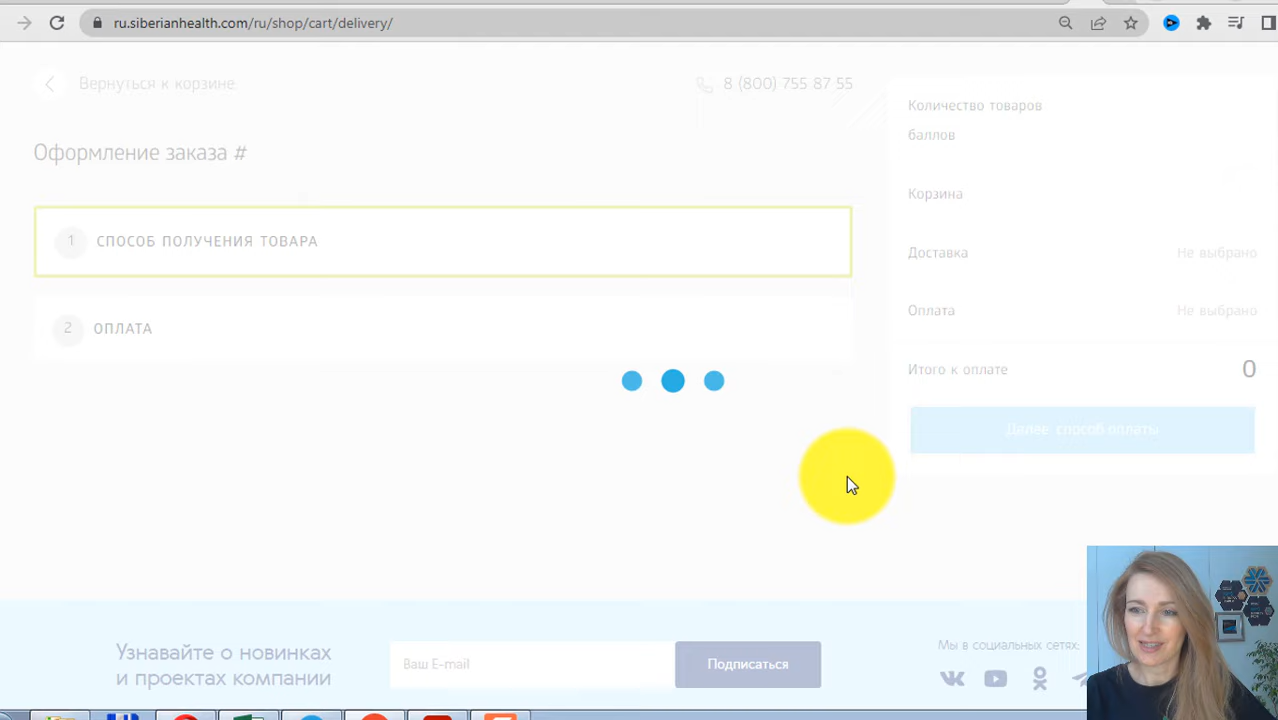 ru.siberianhealth.com/ru/shop/cart/delivery/
Вернуться к корзине
8 (800) 755 87 55
Оформление заказа #
1 СПОСОБ ПОЛУЧЕНИЯ ТОВАРА
2 ОПЛАТА
Количество товаров
баллов
Корзина
Доставка Не выбрано
Оплата Не выбрано
Итого к оплате 0
Далее: способ оплаты
Узнавайте о новинках
и проектах компании
Ваш E-mail
Подписаться
Мы в социальных сетях: